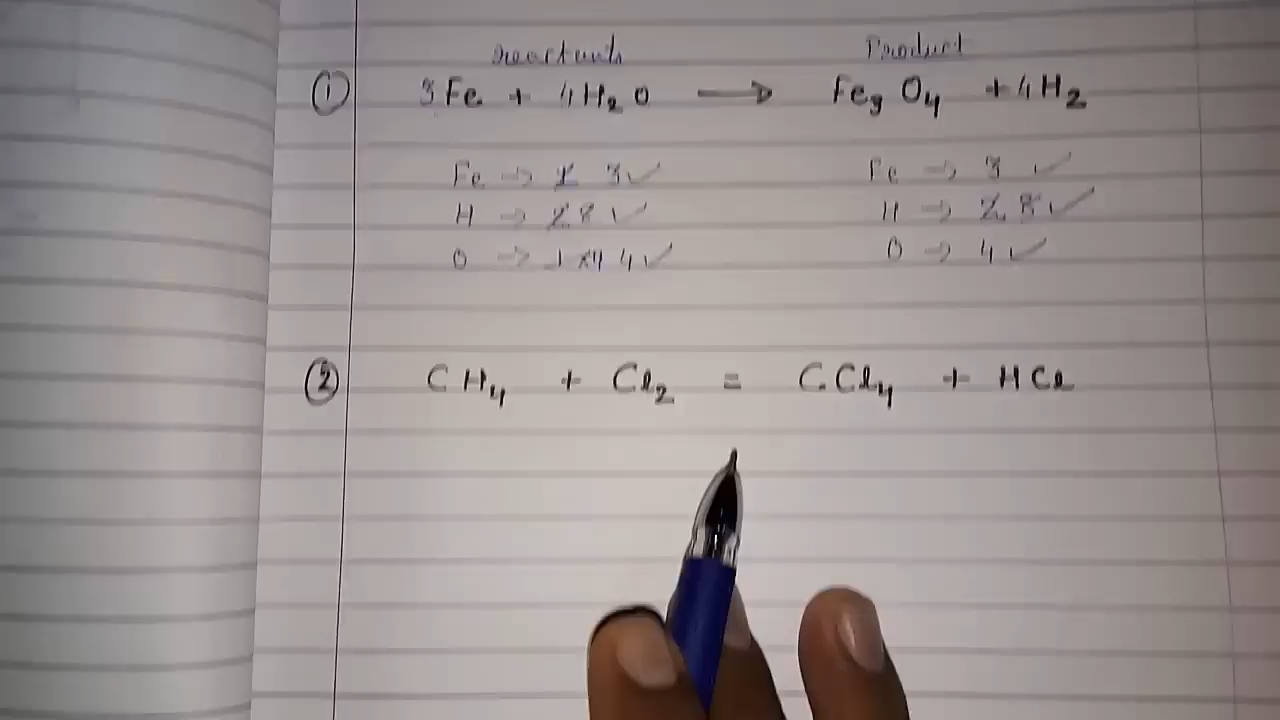 reactants Product
① 3Fe + 4H₂O → Fe₃O₄ + 4H₂
Fe → 1 3 ✓ Fe → 3 ✓
H → 2 8 ✓ H → 2 8 ✓
O → 1×4 4 ✓ O → 4 ✓
② CH₄ + Cl₂ = CCl₄ + HCl